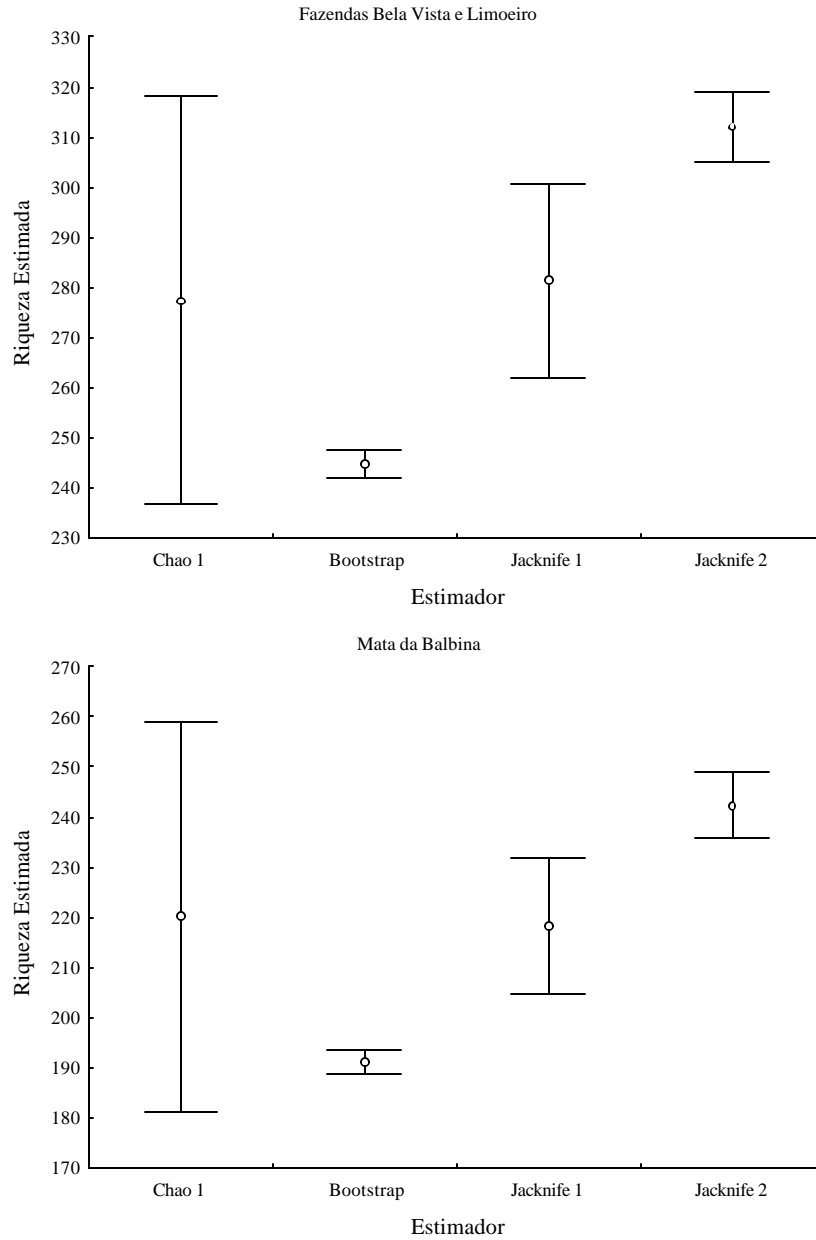 Fazendas Bela Vista e Limoeiro
330
320
310
300
290
280
270
260
250
240
230
Riqueza Estimada
Chao 1 Bootstrap Jacknife 1 Jacknife 2
Estimador
Mata da Balbina
270
260
250
240
230
220
210
200
190
180
170
Riqueza Estimada
Chao 1 Bootstrap Jacknife 1 Jacknife 2
Estimador